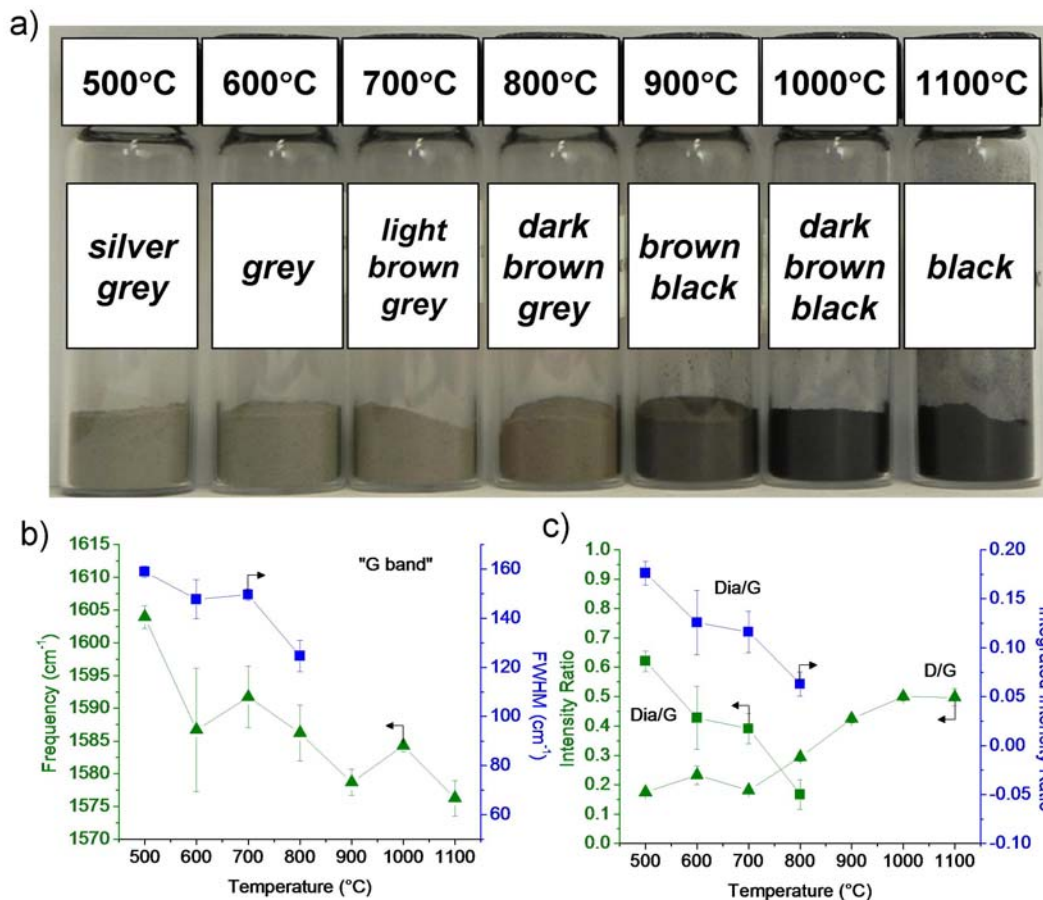 a)
500°C 600°C 700°C 800°C 900°C 1000°C 1100°C
silver
grey
grey
light
brown
grey
dark
brown
grey
brown
black
dark
brown
black
black
b)
"G band"
1615
1610
1605
1600
1595
1590
1585
1580
1575
1570
Frequency (cm⁻¹)
160
140
120
100
80
60
FWHM (cm⁻¹)
500 600 700 800 900 1000 1100
Temperature (°C)
c)
1.0
0.9
0.8
0.7
0.6
0.5
0.4
0.3
0.2
0.1
0.0
Intensity Ratio
Dia/G
Dia/G
D/G
0.20
0.15
0.10
0.05
0.00
-0.05
-0.10
Integrated Intensity Ratio
500 600 700 800 900 1000 1100
Temperature (°C)